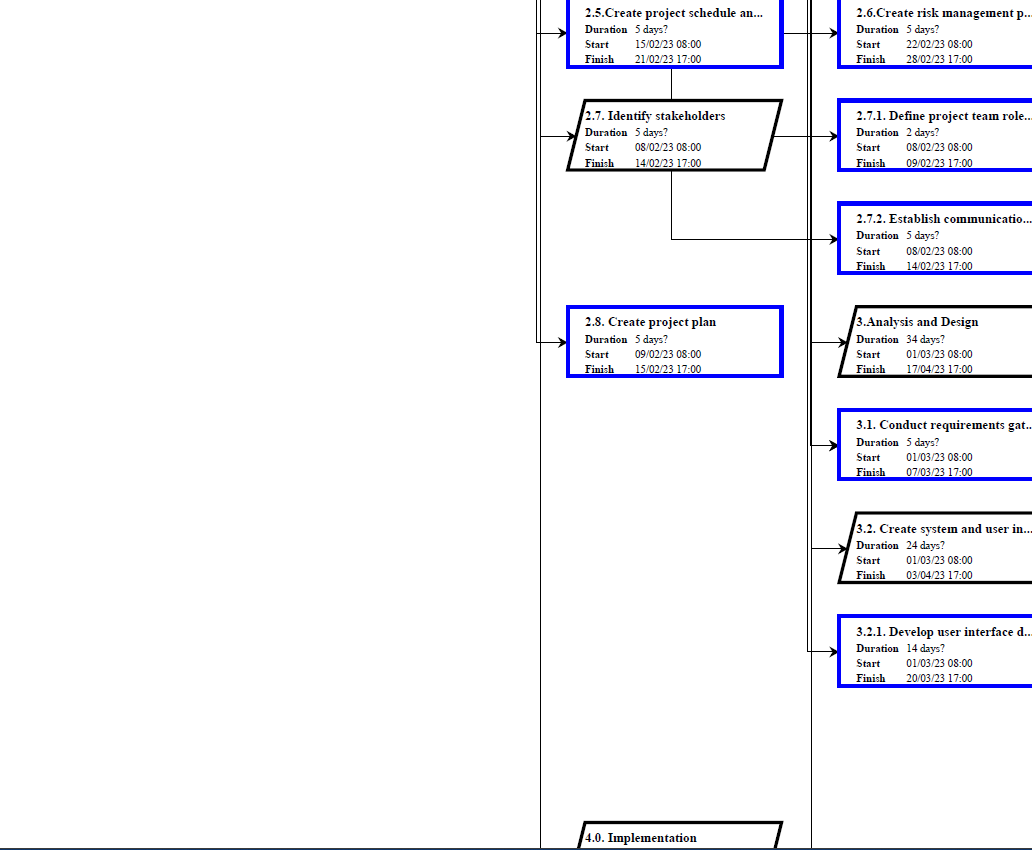 2.5.Create project schedule an...
Duration 5 days?
Start 15/02/23 08:00
Finish 21/02/23 17:00
2.6.Create risk management p...
Duration 5 days?
Start 22/02/23 08:00
Finish 28/02/23 17:00
2.7. Identify stakeholders
Duration 5 days?
Start 08/02/23 08:00
Finish 14/02/23 17:00
2.7.1. Define project team role...
Duration 2 days?
Start 08/02/23 08:00
Finish 09/02/23 17:00
2.7.2. Establish communicatio...
Duration 5 days?
Start 08/02/23 08:00
Finish 14/02/23 17:00
2.8. Create project plan
Duration 5 days?
Start 09/02/23 08:00
Finish 15/02/23 17:00
3.Analysis and Design
Duration 34 days?
Start 01/03/23 08:00
Finish 17/04/23 17:00
3.1. Conduct requirements gat...
Duration 5 days?
Start 01/03/23 08:00
Finish 07/03/23 17:00
3.2. Create system and user in...
Duration 24 days?
Start 01/03/23 08:00
Finish 03/04/23 17:00
3.2.1. Develop user interface d...
Duration 14 days?
Start 01/03/23 08:00
Finish 20/03/23 17:00
4.0. Implementation